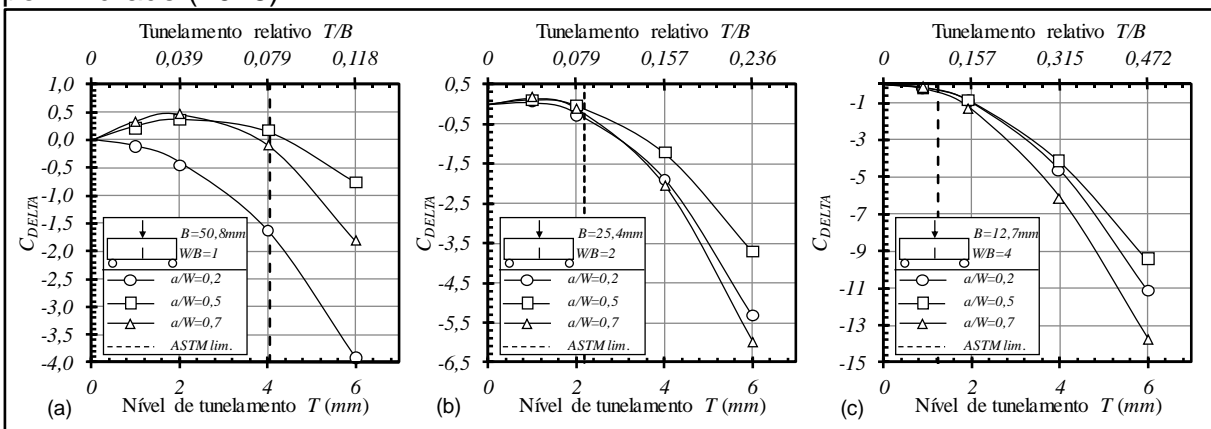 Tunelamento relativo T/B
0 0,039 0,079 0,118
1,0
0,5
0,0
-0,5
-1,0
-1,5
-2,0
-2,5
-3,0
-3,5
-4,0
C_DELTA
B=50,8mm
W/B=1
a/W=0,2
a/W=0,5
a/W=0,7
ASTM lim.
0 2 4 6
(a) Nível de tunelamento T (mm)
Tunelamento relativo T/B
0 0,079 0,157 0,236
0,5
-0,5
-1,5
-2,5
-3,5
-4,5
-5,5
-6,5
C_DELTA
B=25,4mm
W/B=2
a/W=0,2
a/W=0,5
a/W=0,7
ASTM lim.
0 2 4 6
(b) Nível de tunelamento T (mm)
Tunelamento relativo T/B
0 0,157 0,315 0,472
-1
-3
-5
-7
-9
-11
-13
-15
C_DELTA
B=12,7mm
W/B=4
a/W=0,2
a/W=0,5
a/W=0,7
ASTM lim.
0 2 4 6
(c) Nível de tunelamento T (mm)